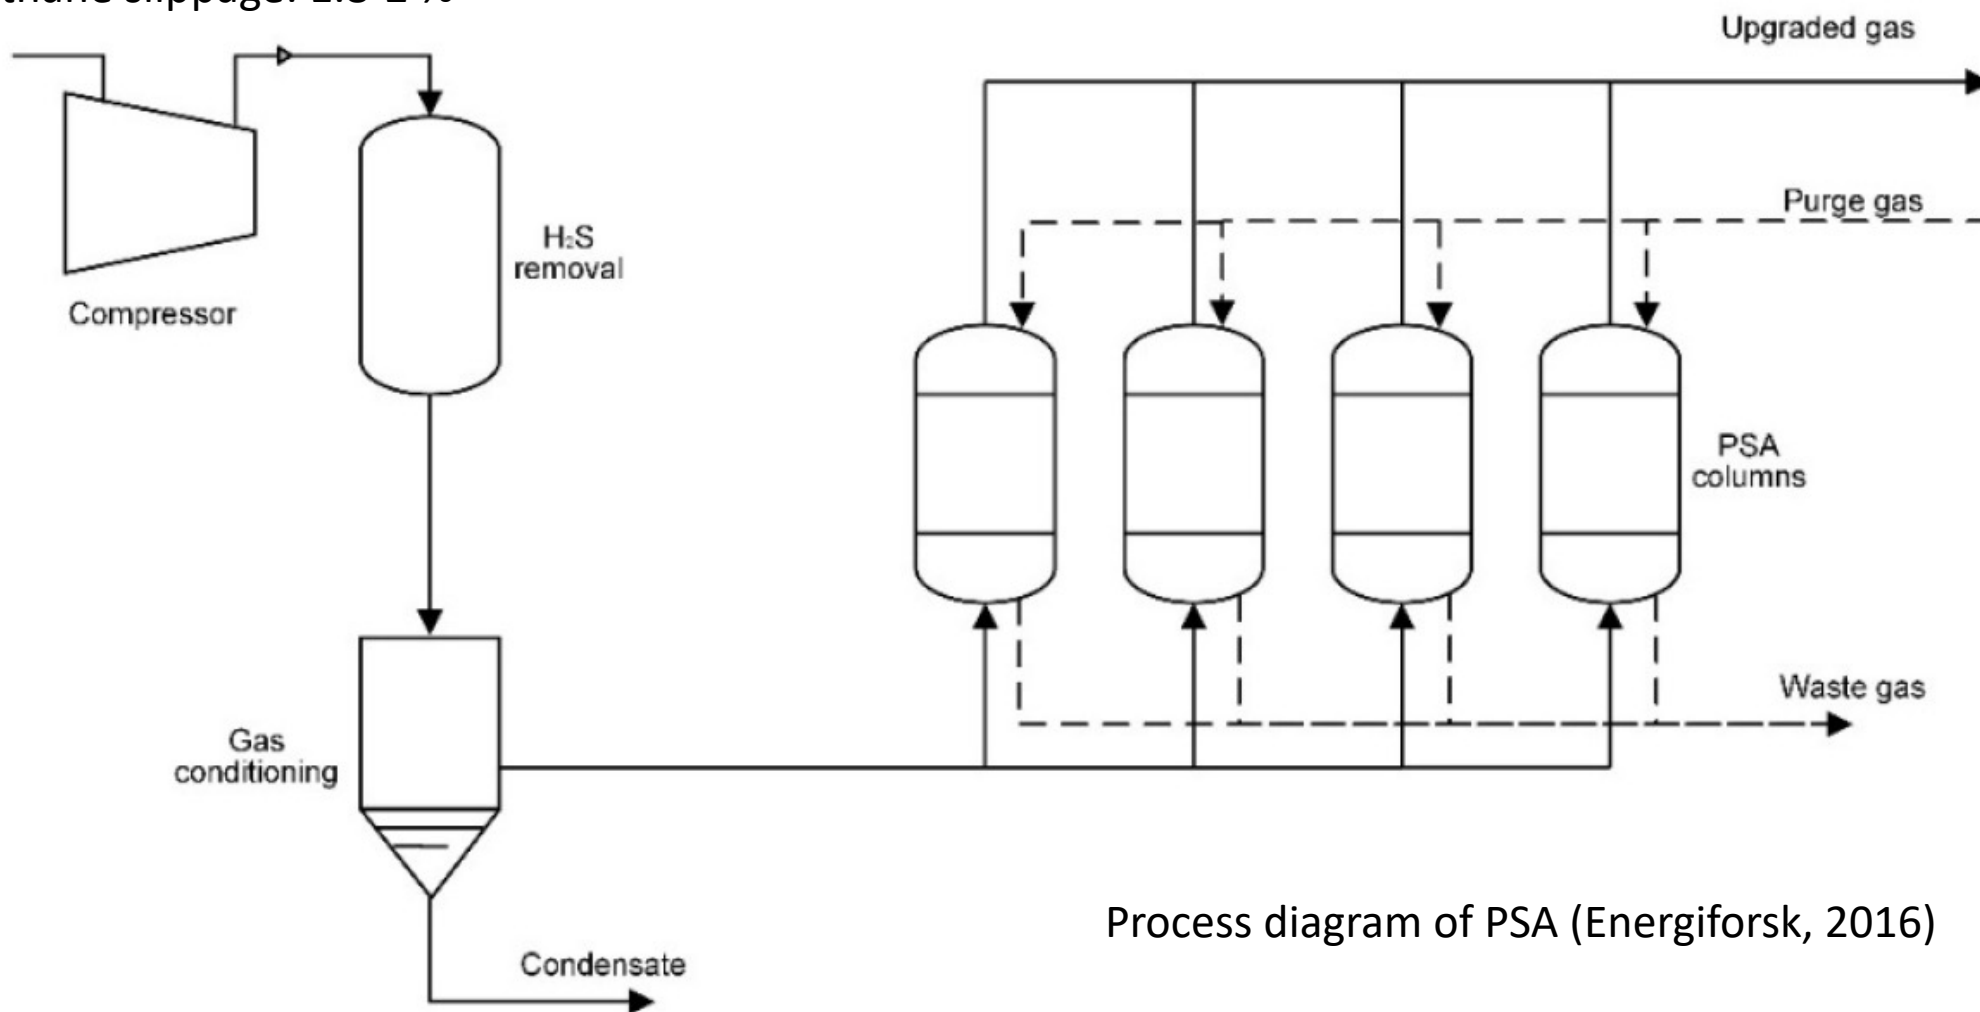 Upgraded gas
H₂S
removal
Purge gas
Compressor
PSA
columns
Waste gas
Gas
conditioning
Process diagram of PSA (Energiforsk, 2016)
Condensate